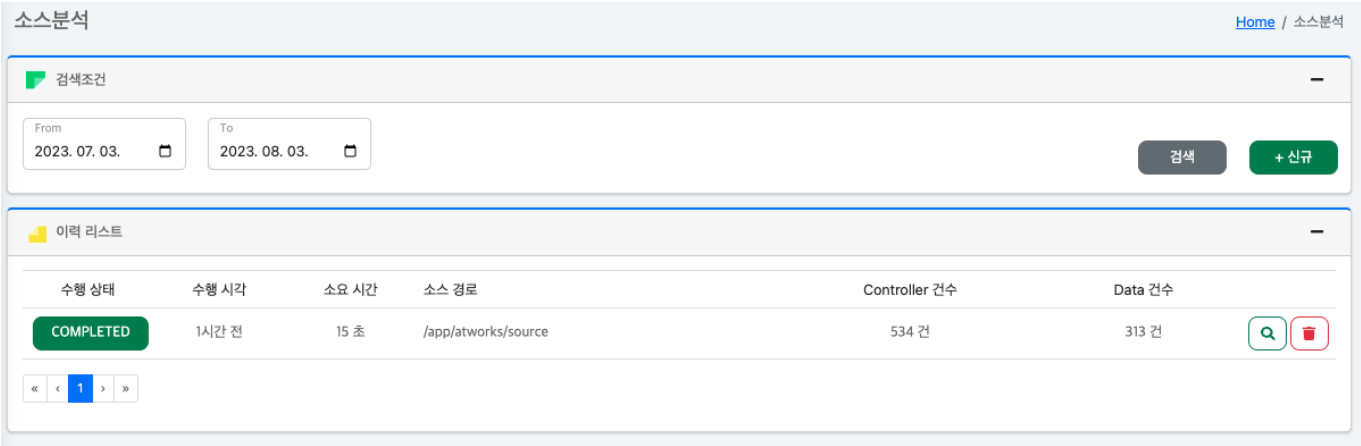 소스분석
Home / 소스분석
검색조건
From
2023. 07. 03.
To
2023. 08. 03.
검색
+ 신규
이력 리스트
수행 상태 수행 시각 소요 시간 소스 경로 Controller 건수 Data 건수
COMPLETED 1시간 전 15 초 /app/atworks/source 534 건 313 건
« ‹ 1 › »